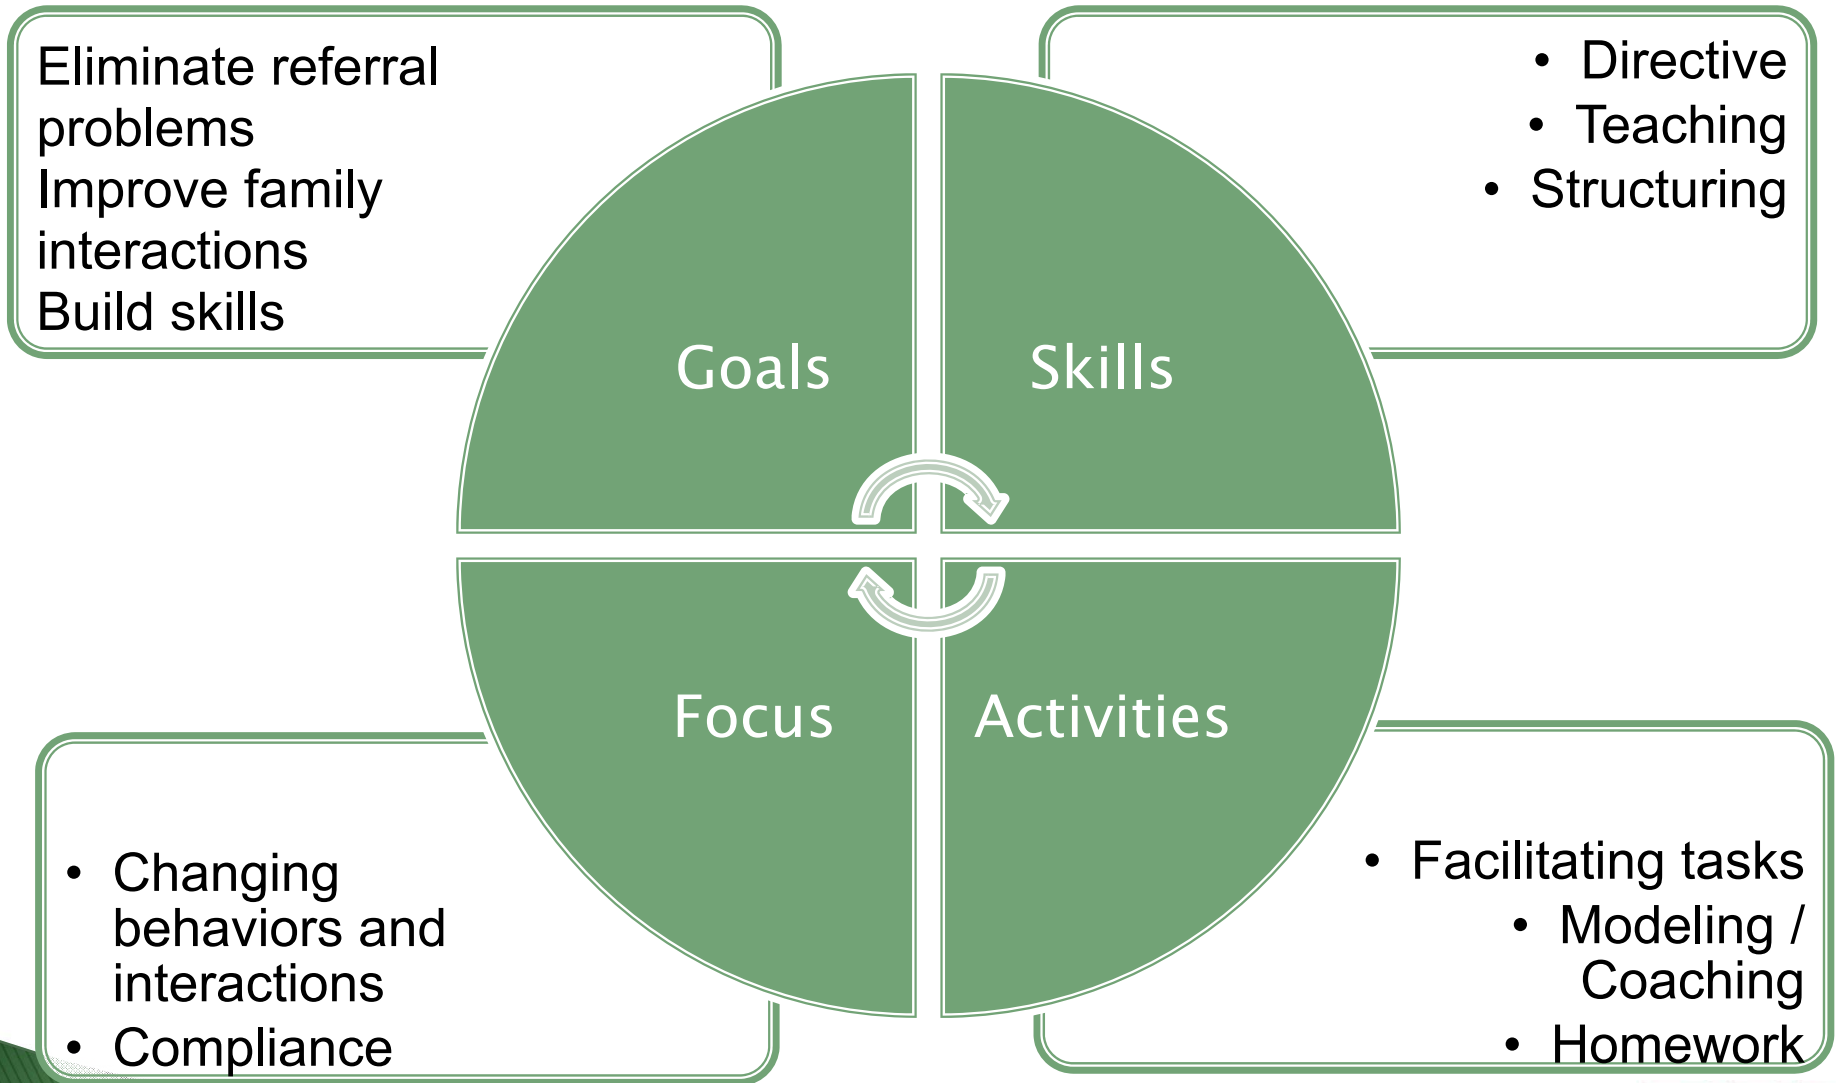 Eliminate referral
problems
Improve family
interactions
Build skills
• Directive
• Teaching
• Structuring
Goals
Skills
Focus
Activities
• Changing
behaviors and
interactions
• Compliance
• Facilitating tasks
• Modeling /
Coaching
• Homework